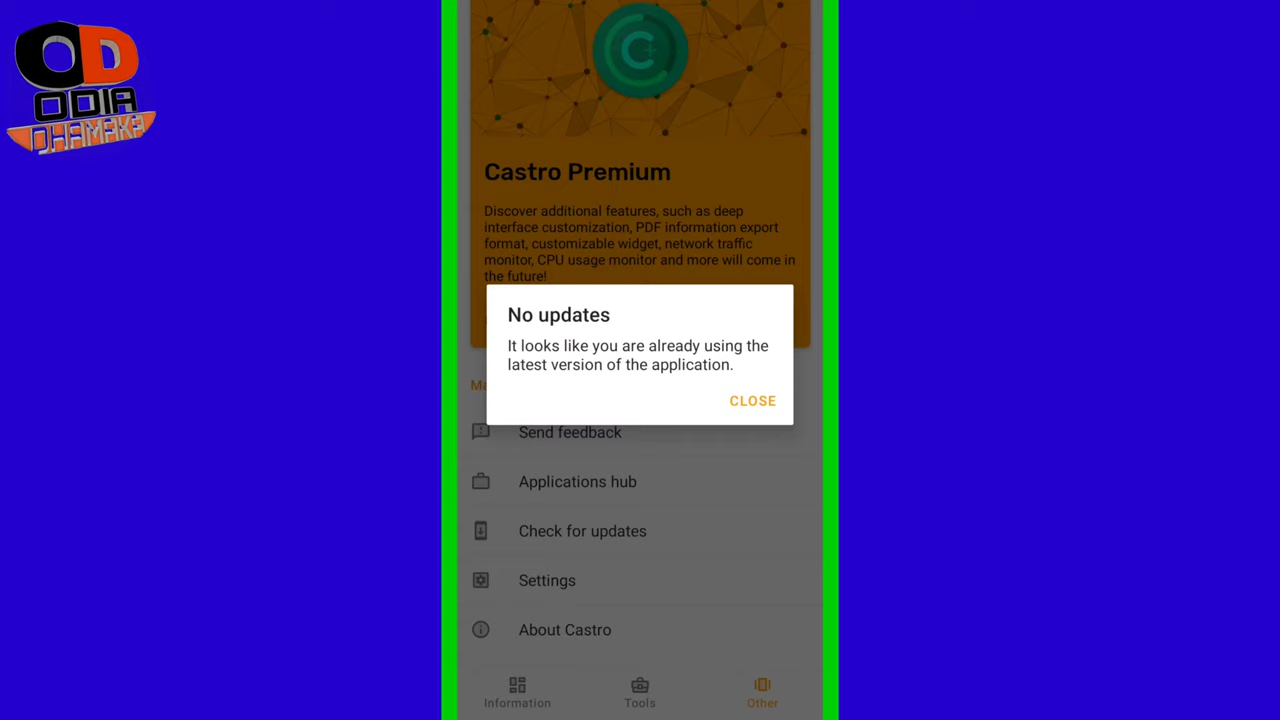 OD
ODIA
DHAMAKA
C+
Castro Premium
Discover additional features, such as deep
interface customization, PDF information export
format, customizable widget, network traffic
monitor, CPU usage monitor and more will come in
the future!
No updates
It looks like you are already using the
latest version of the application.
CLOSE
Send feedback
Applications hub
Check for updates
Settings
About Castro
Information
Tools
Other